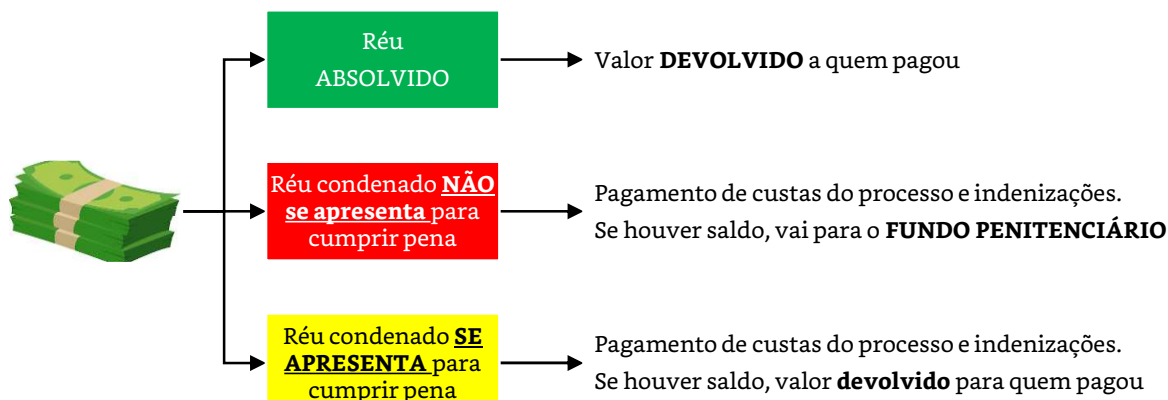 Réu
ABSOLVIDO
Valor DEVOLVIDO a quem pagou
Réu condenado NÃO
se apresenta para
cumprir pena
Pagamento de custas do processo e indenizações.
Se houver saldo, vai para o FUNDO PENITENCIÁRIO
Réu condenado SE
APRESENTA para
cumprir pena
Pagamento de custas do processo e indenizações.
Se houver saldo, valor devolvido para quem pagou